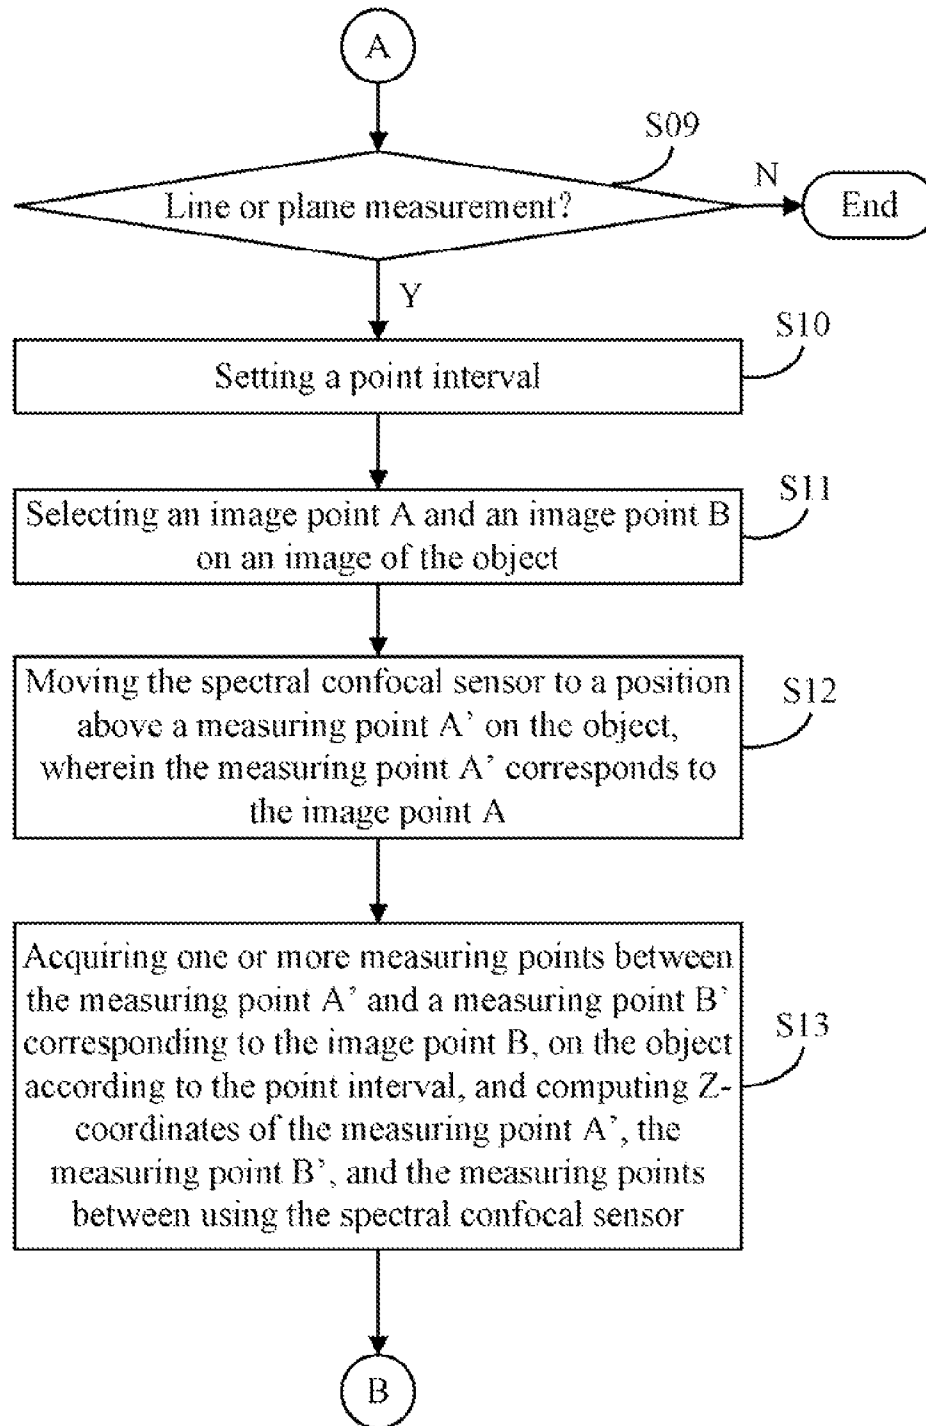 A
S09
Line or plane measurement?
N
End
Y
S10
Setting a point interval
S11
Selecting an image point A and an image point B
on an image of the object
S12
Moving the spectral confocal sensor to a position
above a measuring point A’ on the object,
wherein the measuring point A’ corresponds to
the image point A
S13
Acquiring one or more measuring points between
the measuring point A’ and a measuring point B’
corresponding to the image point B, on the object
according to the point interval, and computing Z-
coordinates of the measuring point A’, the
measuring point B’, and the measuring points
between using the spectral confocal sensor
B